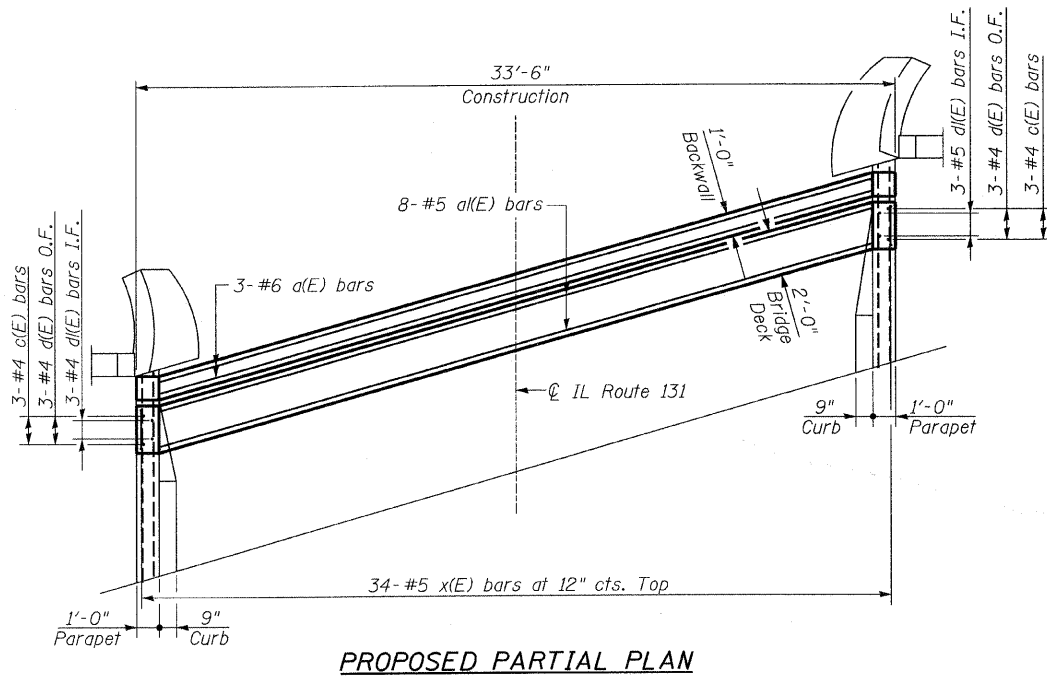 33'-6"
Construction
3-#5 d1(E) bars I.F.
3-#4 d(E) bars O.F.
3-#4 c(E) bars
1'-0"
Backwall
8-#5 a1(E) bars
3-#6 a(E) bars
2'-0"
Bridge
Deck
3-#4 c(E) bars
3-#4 d(E) bars O.F.
3-#4 d1(E) bars I.F.
℄ IL Route 131
9"
Curb
1'-0"
Parapet
34-#5 x(E) bars at 12" cts. Top
1'-0"
Parapet
9"
Curb
PROPOSED PARTIAL PLAN